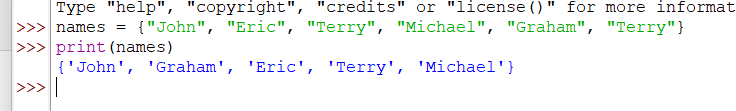 Type "help", "copyright", "credits" or "license()" for more informat
>>> names = {"John", "Eric", "Terry", "Michael", "Graham", "Terry"}
>>> print(names)
{'John', 'Graham', 'Eric', 'Terry', 'Michael'}
>>>